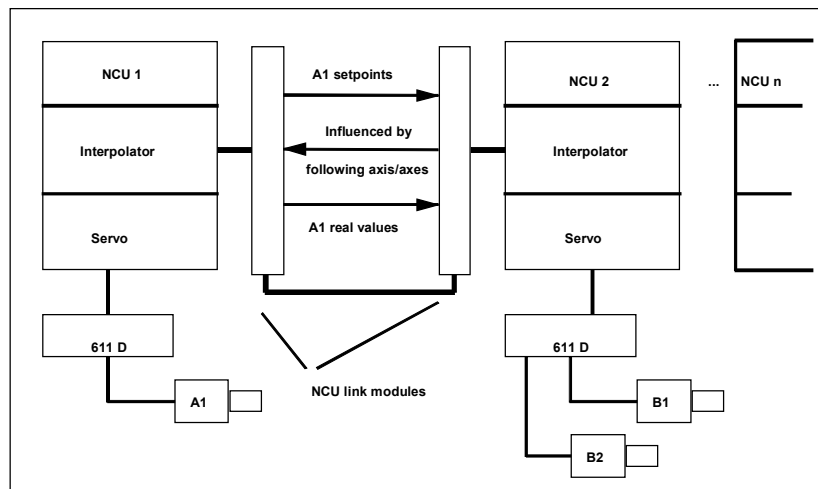 NCU 1
Interpolator
Servo
611 D
A1
A1 setpoints
Influenced by
following axis/axes
A1 real values
NCU link modules
NCU 2
Interpolator
Servo
611 D
B1
B2
... NCU n